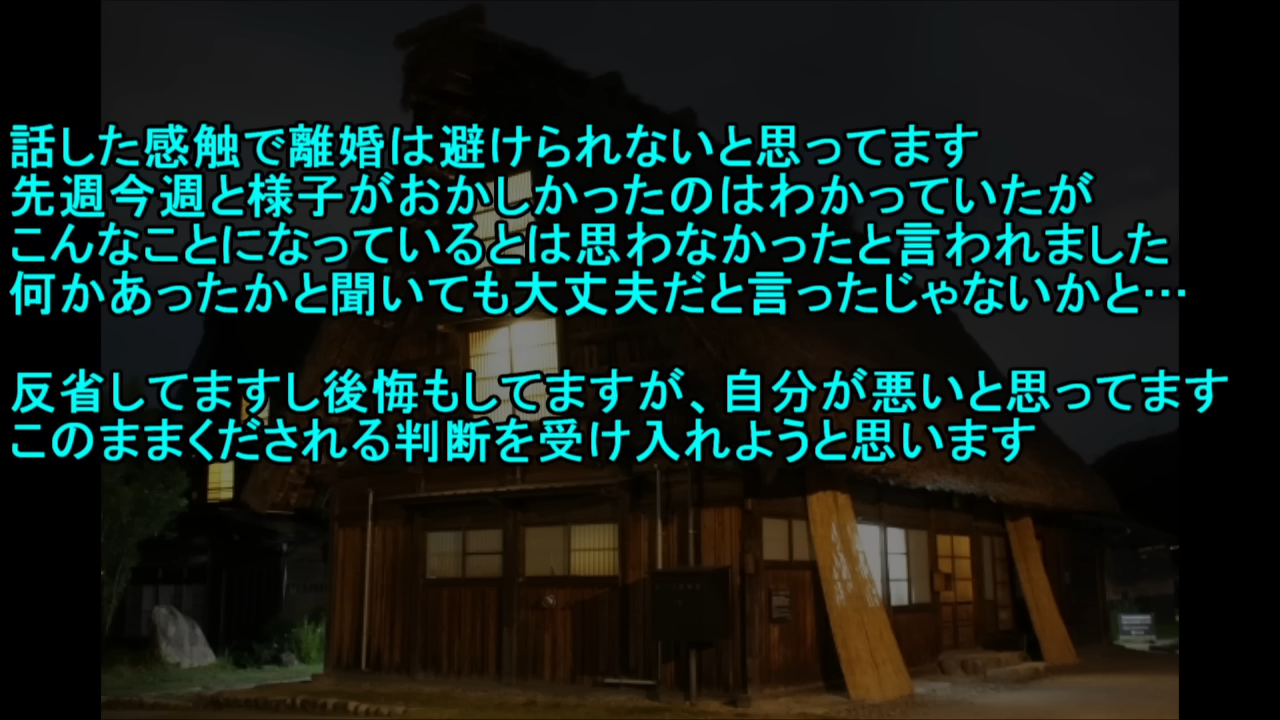 話した感触で離婚は避けられないと思ってます
先週今週と様子がおかしかったのはわかっていたが
こんなことになっているとは思わなかったと言われました
何かあったかと聞いても大丈夫だと言ったじゃないかと…
反省してますし後悔もしてますが、自分が悪いと思ってます
このままくだされる判断を受け入れようと思います